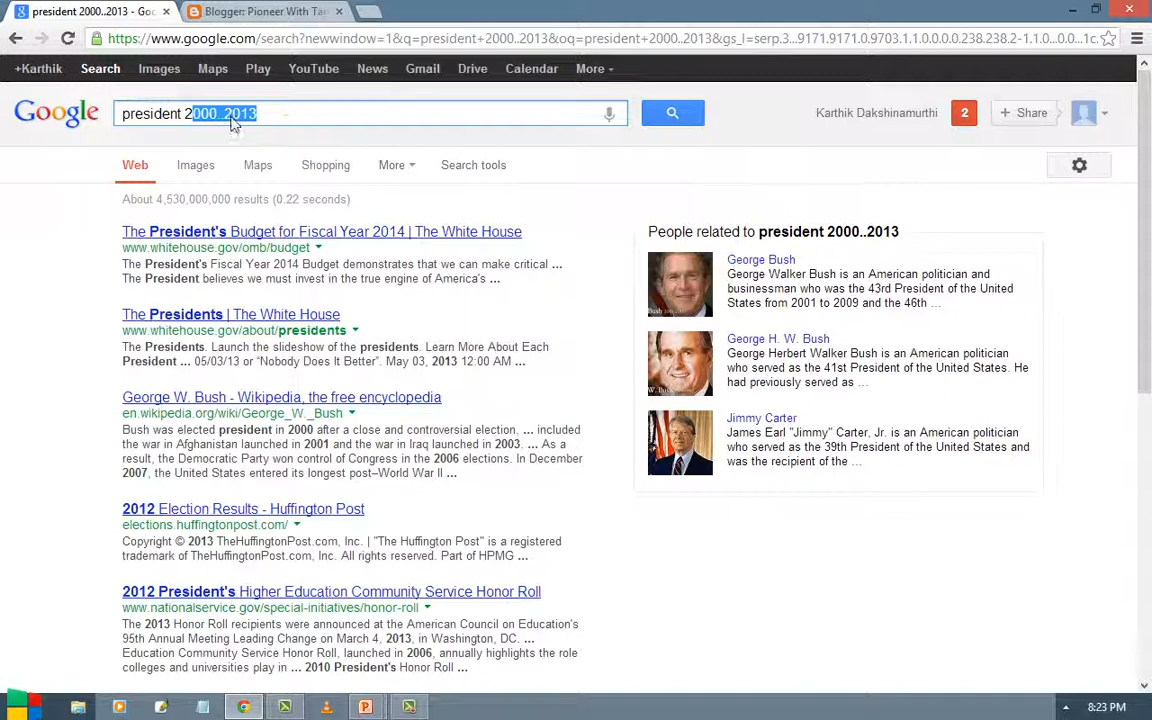 president 2000..2013 - Goo
Blogger: Pioneer With Tar
https://www.google.com/search?newwindow=1&q=president+2000..2013&oq=president+2000..2013&gs_l=serp.3...9171.9171.0.9703.1.1.0.0.0.0.238.238.2-1.1.0...0.0...1c.
+Karthik Search Images Maps Play YouTube News Gmail Drive Calendar More
Google
president 2000..2013
Karthik Dakshinamurthi 2 + Share
Web Images Maps Shopping More Search tools
About 4,530,000,000 results (0.22 seconds)
The President's Budget for Fiscal Year 2014 | The White House
www.whitehouse.gov/omb/budget
The President's Fiscal Year 2014 Budget demonstrates that we can make critical ...
The President believes we must invest in the true engine of America's ...
The Presidents | The White House
www.whitehouse.gov/about/presidents
The Presidents. Launch the slideshow of the presidents. Learn More About Each
President ... 05/03/13 or “Nobody Does It Better”. May 03, 2013 12:00 AM ...
George W. Bush - Wikipedia, the free encyclopedia
en.wikipedia.org/wiki/George_W._Bush
Bush was elected president in 2000 after a close and controversial election, ... included
the war in Afghanistan launched in 2001 and the war in Iraq launched in 2003. ... As a
result, the Democratic Party won control of Congress in the 2006 elections. In December
2007, the United States entered its longest post–World War II ...
2012 Election Results - Huffington Post
elections.huffingtonpost.com/
Copyright © 2013 TheHuffingtonPost.com, Inc. | "The Huffington Post" is a registered
trademark of TheHuffingtonPost.com, Inc. All rights reserved. Part of HPMG ...
2012 President's Higher Education Community Service Honor Roll
www.nationalservice.gov/special-initiatives/honor-roll
The 2013 Honor Roll recipients were announced at the American Council on Education's
95th Annual Meeting Leading Change on March 4, 2013, in Washington, DC. ...
Education Community Service Honor Roll, launched in 2006, annually highlights the role
colleges and universities play in ... 2010 President's Honor Roll ...
People related to president 2000..2013
George Bush
George Walker Bush is an American politician and
businessman who was the 43rd President of the United
States from 2001 to 2009 and the 46th ...
George H. W. Bush
George Herbert Walker Bush is an American politician
who served as the 41st President of the United States. He
had previously served as ...
Jimmy Carter
James Earl "Jimmy" Carter, Jr. is an American politician
who served as the 39th President of the United States and
was the recipient of the ...
8:23 PM